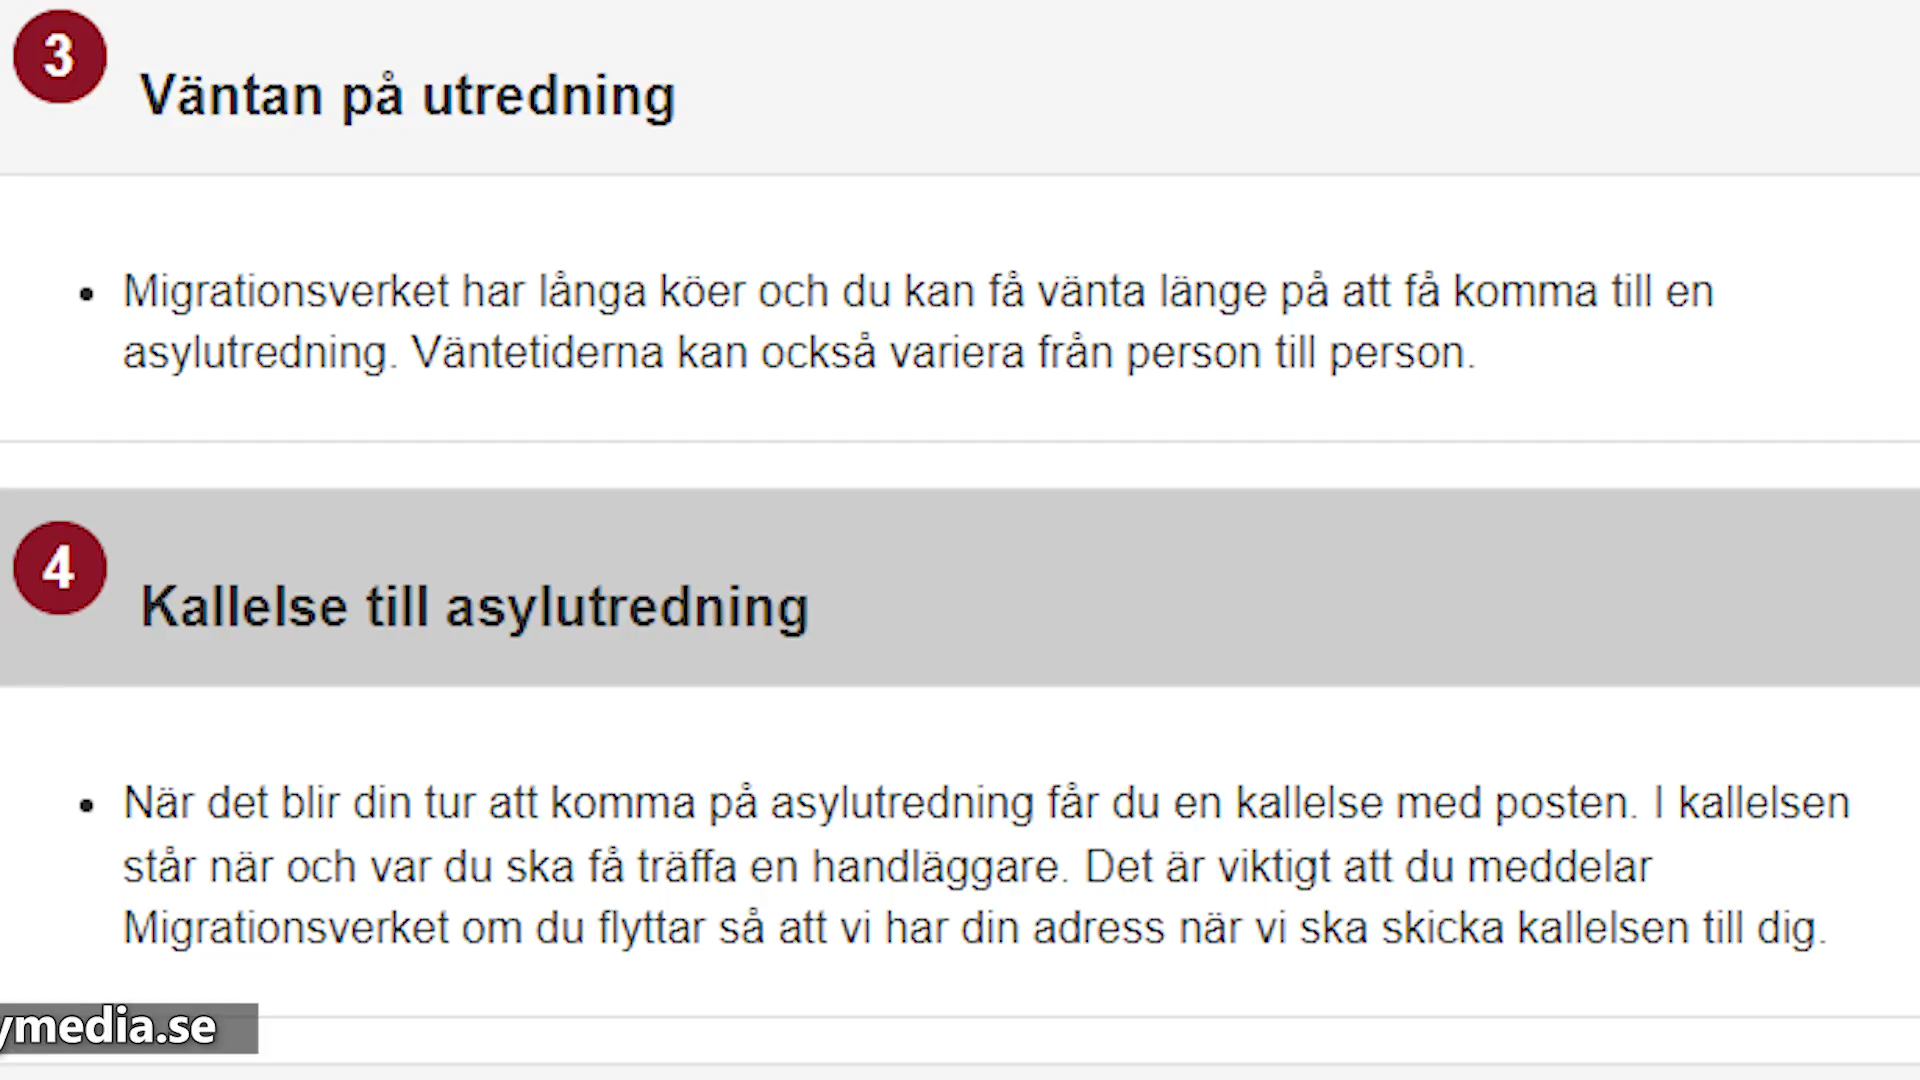 3
Väntan på utredning
Migrationsverket har långa köer och du kan få vänta länge på att få komma till en
asylutredning. Väntetiderna kan också variera från person till person.
4
Kallelse till asylutredning
När det blir din tur att komma på asylutredning får du en kallelse med posten. I kallelsen
står när och var du ska få träffa en handläggare. Det är viktigt att du meddelar
Migrationsverket om du flyttar så att vi har din adress när vi ska skicka kallelsen till dig.
ymedia.se